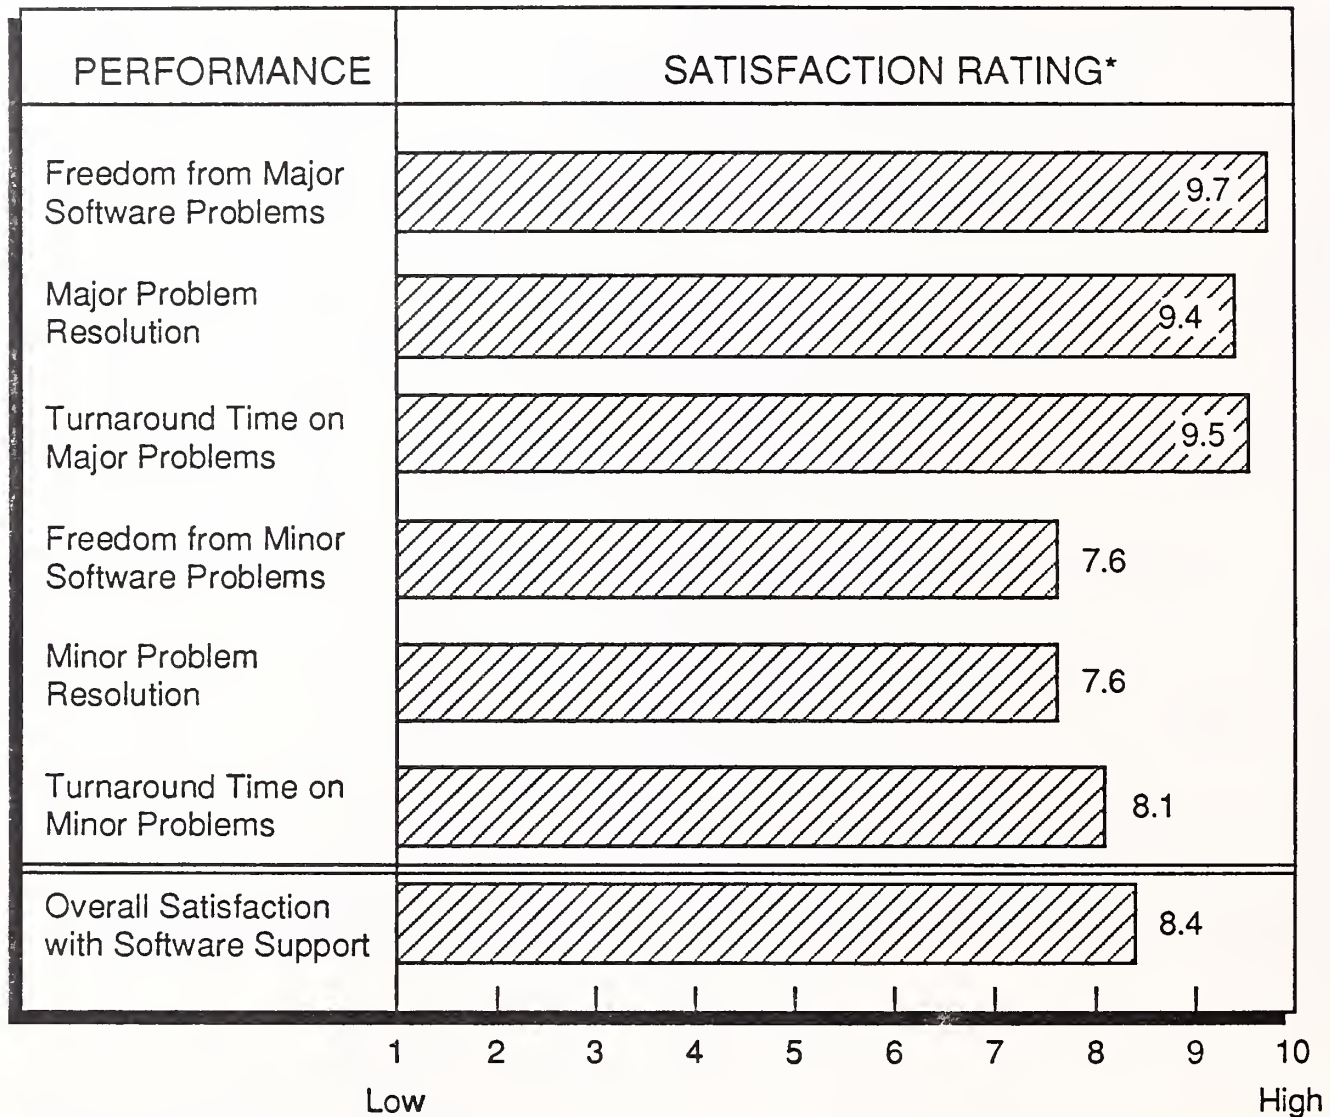 PERFORMANCE
SATISFACTION RATING*
Freedom from Major
Software Problems
9.7
Major Problem
Resolution
9.4
Turnaround Time on
Major Problems
9.5
Freedom from Minor
Software Problems
7.6
Minor Problem
Resolution
7.6
Turnaround Time on
Minor Problems
8.1
Overall Satisfaction
with Software Support
8.4
1 2 3 4 5 6 7 8 9 10
Low High